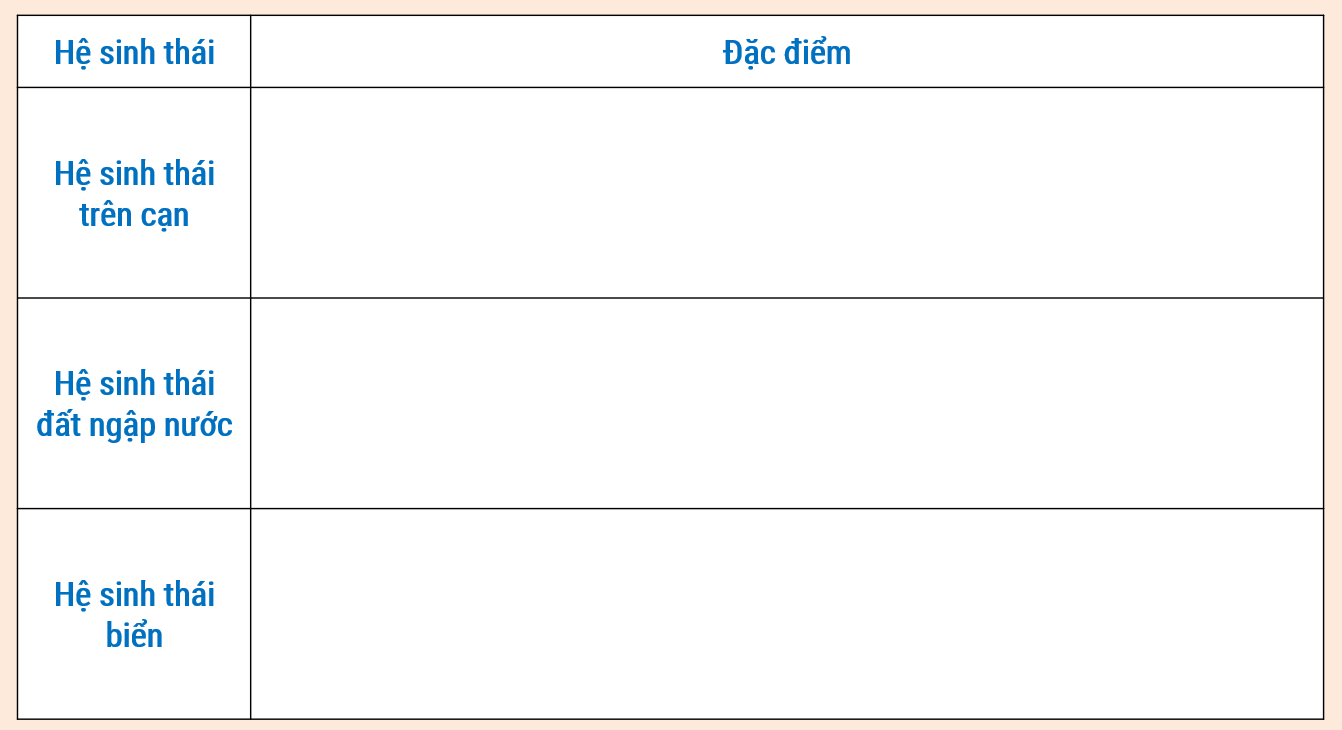 Hệ sinh thái
Đặc điểm
Hệ sinh thái
trên cạn
Hệ sinh thái
đất ngập nước
Hệ sinh thái
biển